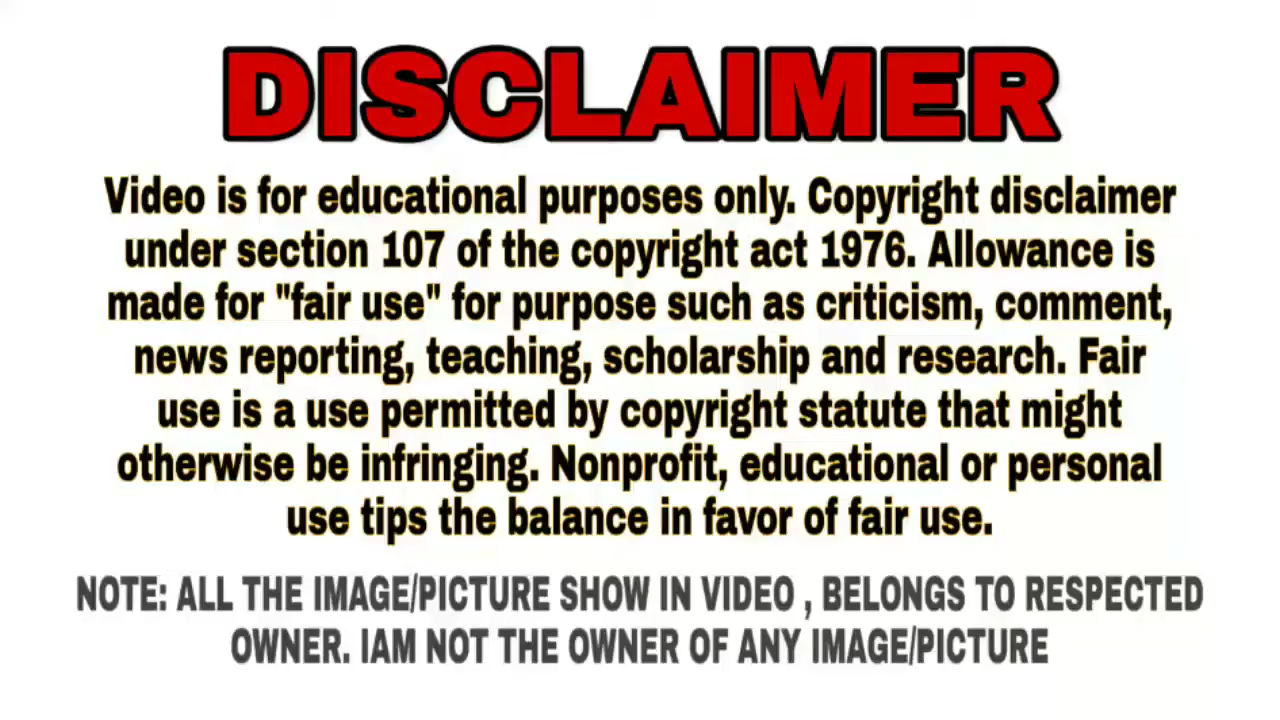 DISCLAIMER
Video is for educational purposes only. Copyright disclaimer
under section 107 of the copyright act 1976. Allowance is
made for "fair use" for purpose such as criticism, comment,
news reporting, teaching, scholarship and research. Fair
use is a use permitted by copyright statute that might
otherwise be infringing. Nonprofit, educational or personal
use tips the balance in favor of fair use.
NOTE: ALL THE IMAGE/PICTURE SHOW IN VIDEO , BELONGS TO RESPECTED
OWNER. IAM NOT THE OWNER OF ANY IMAGE/PICTURE